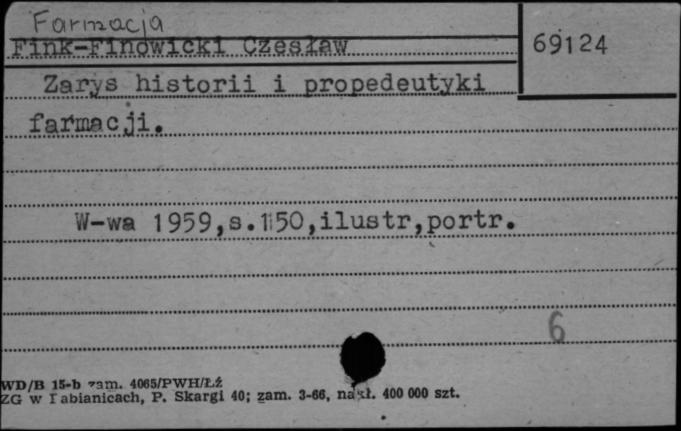 Farmacja
Fink-Finowicki Czesław
69124
Zarys historii i propedeutyki
farmacji.
W-wa 1959,s.150,ilustr,portr.
6
WD/B 15-b zam. 4065/PWH/Łź
ZG w Pabianicach, P. Skargi 40; zam. 3-66, nakł. 400 000 szt.